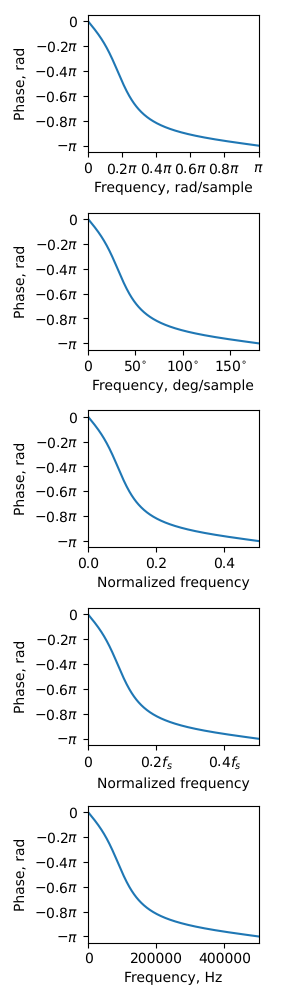 Phase, rad
0
−0.2π
−0.4π
−0.6π
−0.8π
−π
0 0.2π 0.4π 0.6π 0.8π π
Frequency, rad/sample
Phase, rad
0
−0.2π
−0.4π
−0.6π
−0.8π
−π
0 50° 100° 150°
Frequency, deg/sample
Phase, rad
0
−0.2π
−0.4π
−0.6π
−0.8π
−π
0.0 0.2 0.4
Normalized frequency
Phase, rad
0
−0.2π
−0.4π
−0.6π
−0.8π
−π
0 0.2fₛ 0.4fₛ
Normalized frequency
Phase, rad
0
−0.2π
−0.4π
−0.6π
−0.8π
−π
0 200000 400000
Frequency, Hz